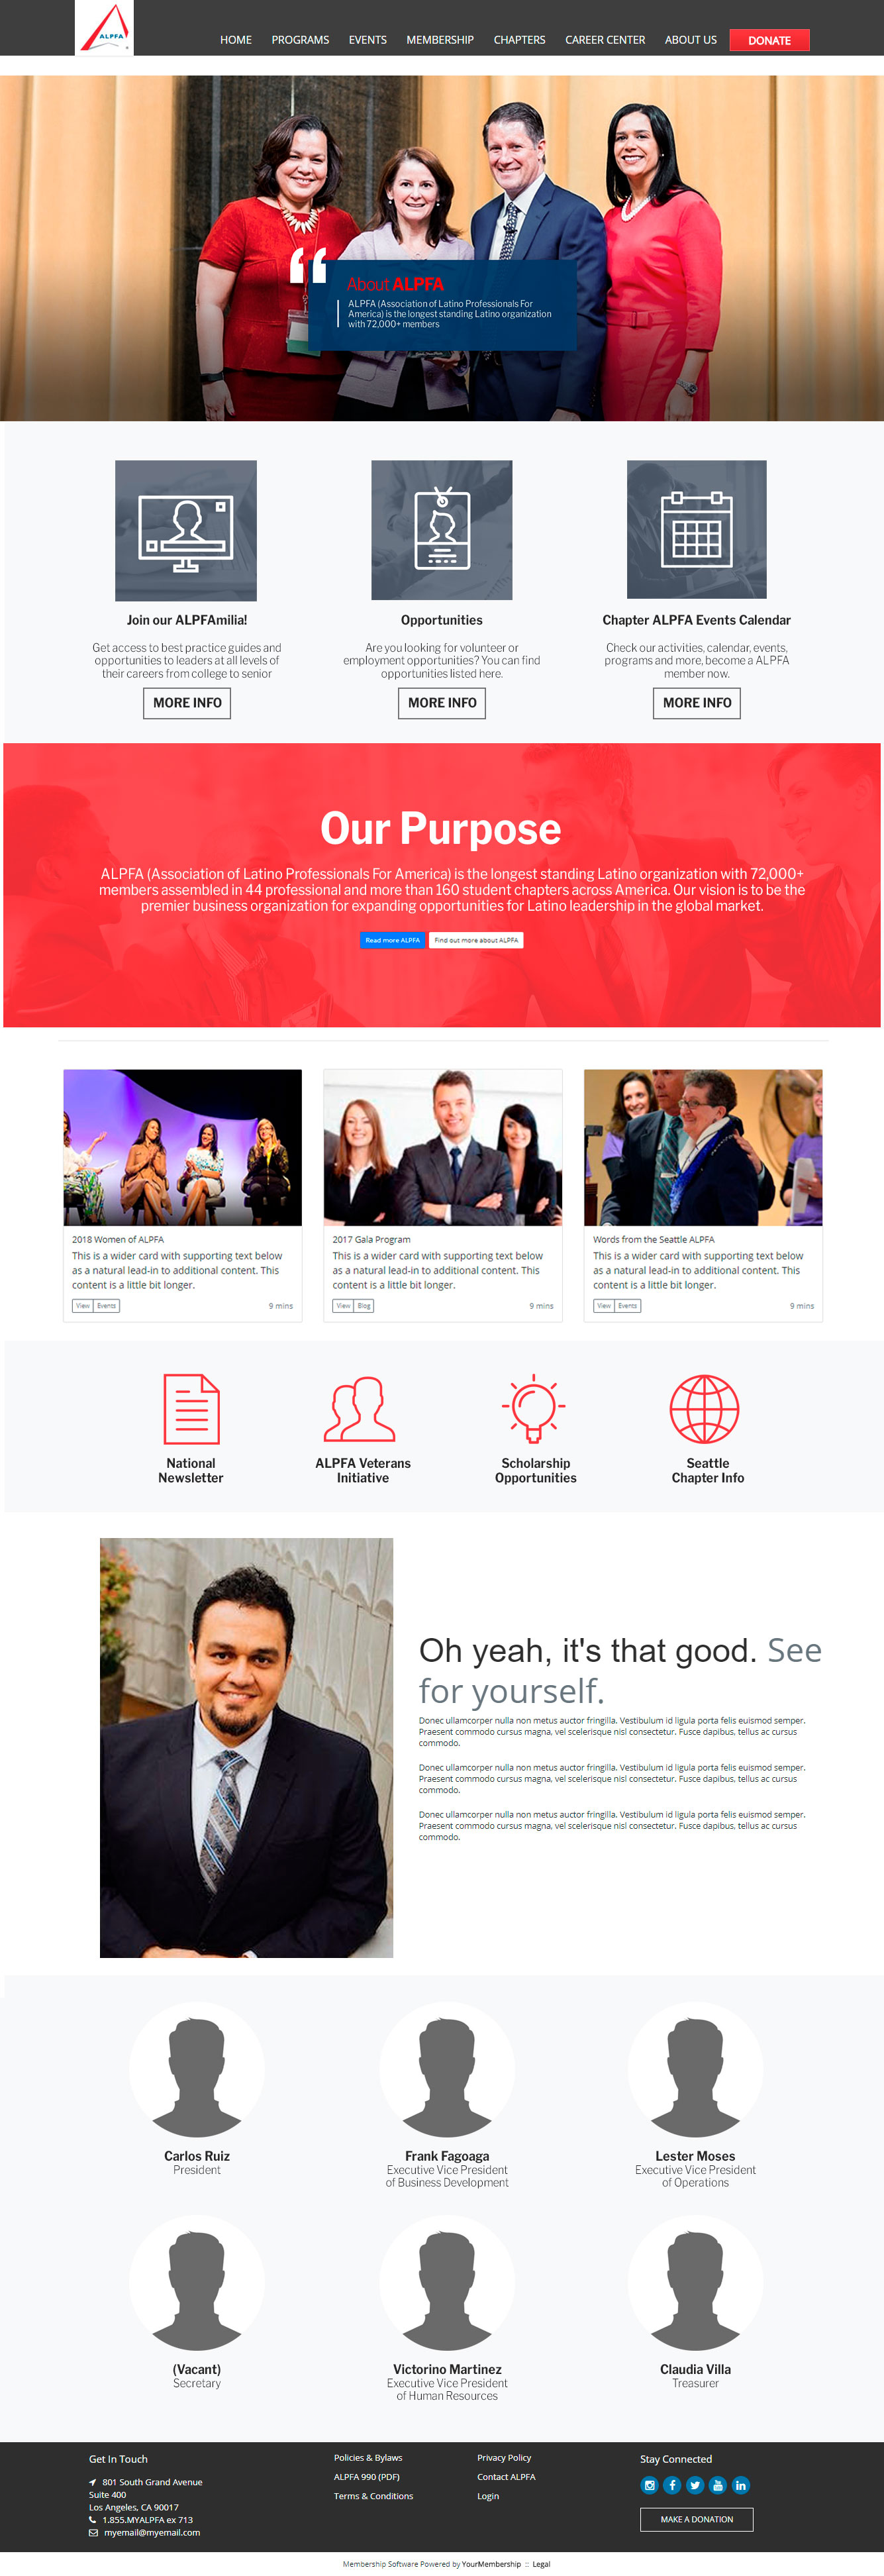 ALPFA
HOME PROGRAMS EVENTS MEMBERSHIP CHAPTERS CAREER CENTER ABOUT US DONATE
“
About ALPFA
ALPFA (Association of Latino Professionals For
America) is the longest standing Latino organization
with 72,000+ members
Join our ALPFAmilia!
Get access to best practice guides and
opportunities to leaders at all levels of
their careers from college to senior
MORE INFO
Opportunities
Are you looking for volunteer or
employment opportunities? You can find
opportunities listed here.
MORE INFO
Chapter ALPFA Events Calendar
Check our activities, calendar, events,
programs and more, become a ALPFA
member now.
MORE INFO
Our Purpose
ALPFA (Association of Latino Professionals For America) is the longest standing Latino organization with 72,000+
members assembled in 44 professional and more than 160 student chapters across America. Our vision is to be the
premier business organization for expanding opportunities for Latino leadership in the global market.
Read more ALPFA Find out more about ALPFA
2018 Women of ALPFA
This is a wider card with supporting text below
as a natural lead-in to additional content. This
content is a little bit longer.
View Events 9 mins
2017 Gala Program
This is a wider card with supporting text below
as a natural lead-in to additional content. This
content is a little bit longer.
View Blog 9 mins
Words from the Seattle ALPFA
This is a wider card with supporting text below
as a natural lead-in to additional content. This
content is a little bit longer.
View Events 9 mins
National
Newsletter
ALPFA Veterans
Initiative
Scholarship
Opportunities
Seattle
Chapter Info
Oh yeah, it's that good. See
for yourself.
Donec ullamcorper nulla non metus auctor fringilla. Vestibulum id ligula porta felis euismod semper.
Praesent commodo cursus magna, vel scelerisque nisl consectetur. Fusce dapibus, tellus ac cursus
commodo.
Donec ullamcorper nulla non metus auctor fringilla. Vestibulum id ligula porta felis euismod semper.
Praesent commodo cursus magna, vel scelerisque nisl consectetur. Fusce dapibus, tellus ac cursus
commodo.
Donec ullamcorper nulla non metus auctor fringilla. Vestibulum id ligula porta felis euismod semper.
Praesent commodo cursus magna, vel scelerisque nisl consectetur. Fusce dapibus, tellus ac cursus
commodo.
Carlos Ruiz
President
Frank Fagoaga
Executive Vice President
of Business Development
Lester Moses
Executive Vice President
of Operations
(Vacant)
Secretary
Victorino Martinez
Executive Vice President
of Human Resources
Claudia Villa
Treasurer
Get In Touch
801 South Grand Avenue
Suite 400
Los Angeles, CA 90017
1.855.MYALPFA ex 713
myemail@myemail.com
Policies & Bylaws
ALPFA 990 (PDF)
Terms & Conditions
Privacy Policy
Contact ALPFA
Login
Stay Connected
MAKE A DONATION
Membership Software Powered by YourMembership :: Legal